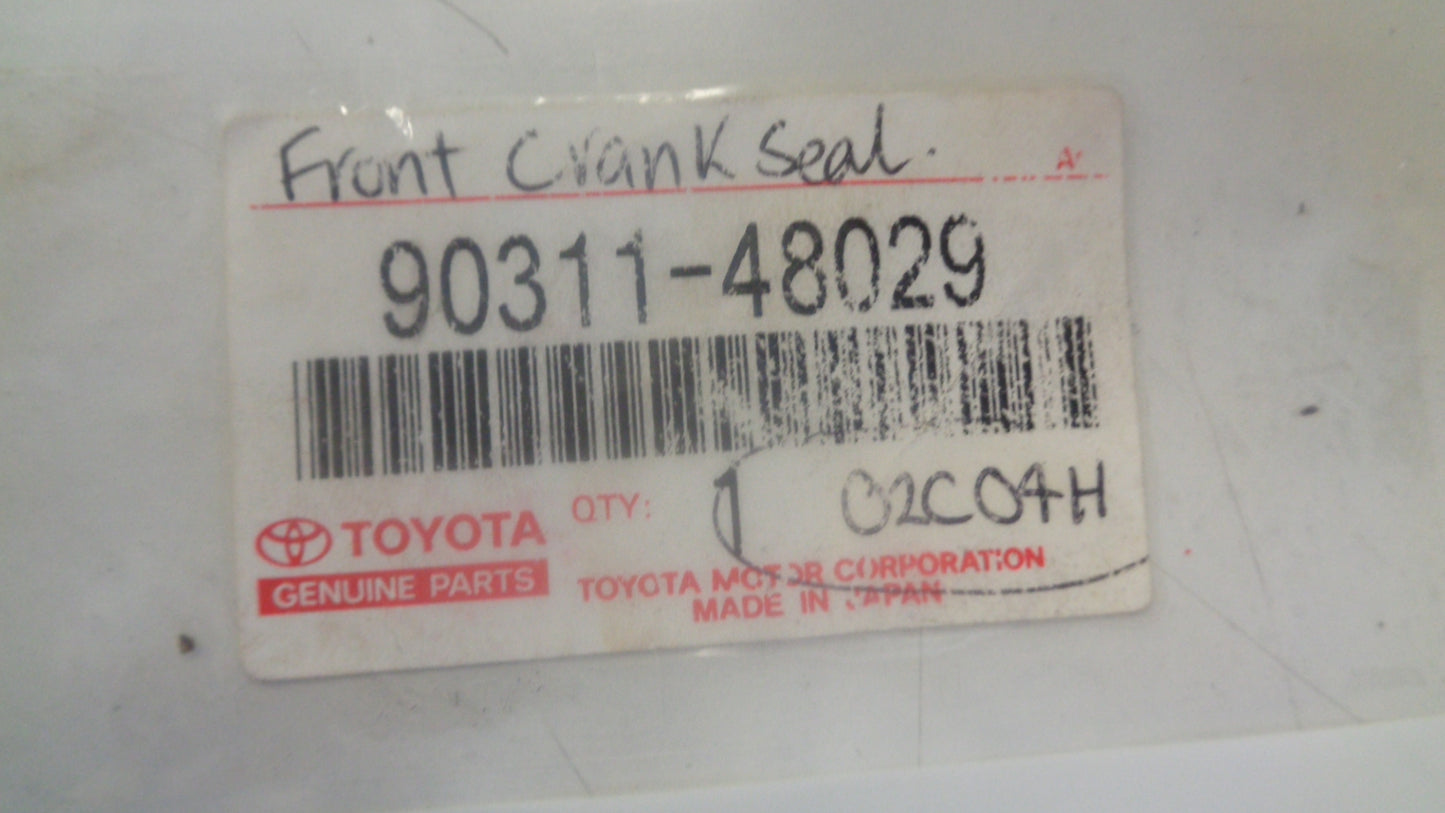 Front Crank Seal.
90311-48029
QTY: 1 02C04H
TOYOTA
GENUINE PARTS
TOYOTA MOTOR CORPORATION
MADE IN JAPAN